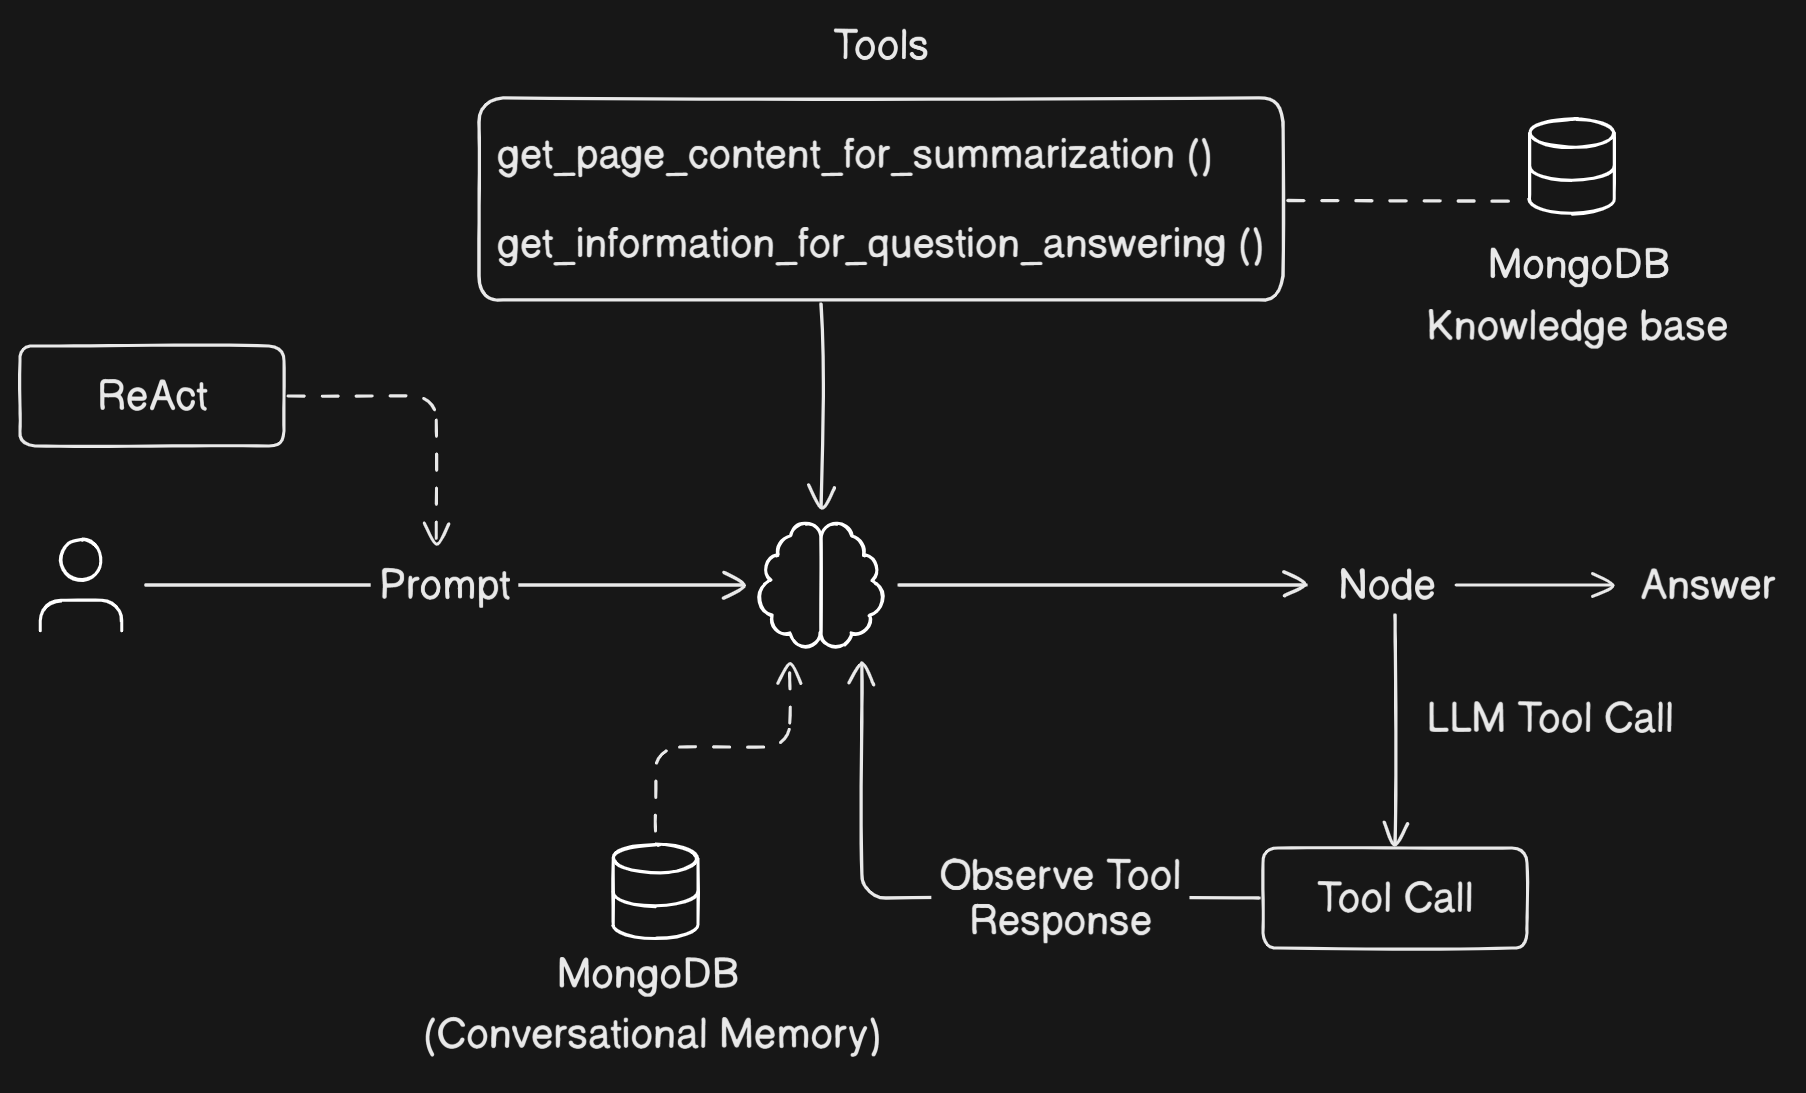 Tools
get_page_content_for_summarization ()
get_information_for_question_answering ()
MongoDB
Knowledge base
ReAct
Prompt
Node
Answer
LLM Tool Call
Observe Tool
Response
Tool Call
MongoDB
(Conversational Memory)